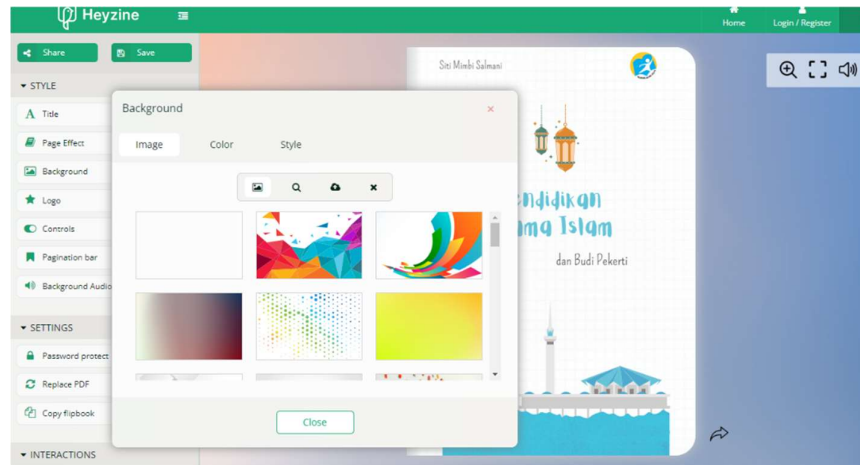 Heyzine
Home
Login / Register
Share
Save
STYLE
Title
Page Effect
Background
Logo
Controls
Pagination bar
Background Audio
SETTINGS
Password protect
Replace PDF
Copy flipbook
INTERACTIONS
Background
Image
Color
Style
Close
Siti Mimbi Salmani
endidikan
ama Islam
dan Budi Pekerti